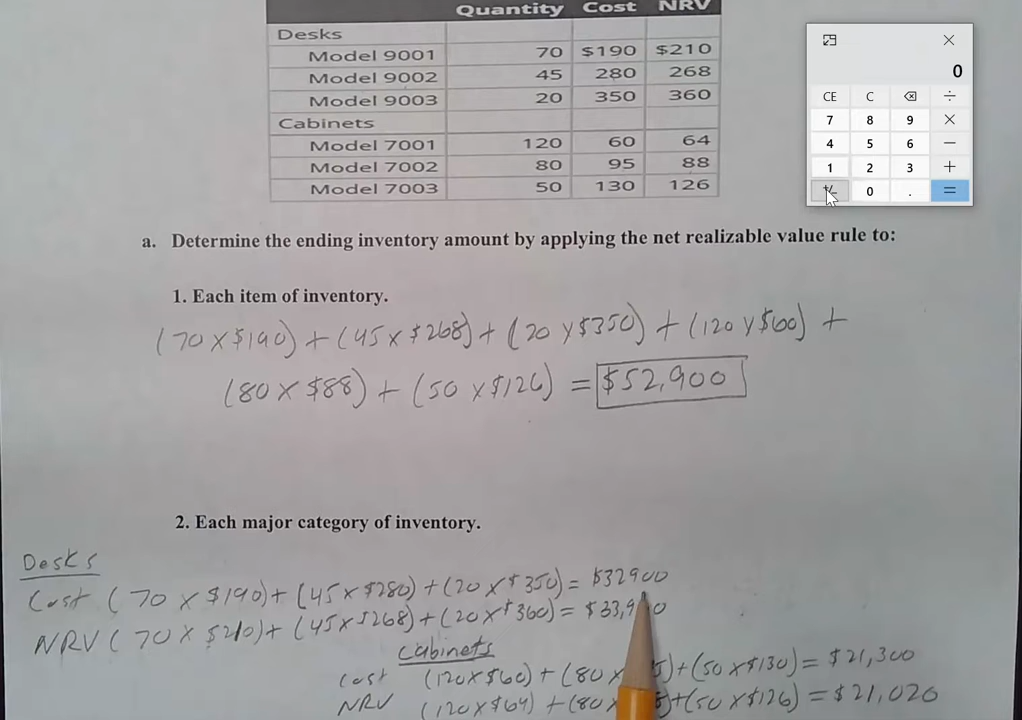 Quantity Cost NRV
Desks
Model 9001 70 $190 $210
Model 9002 45 280 268
Model 9003 20 350 360
Cabinets
Model 7001 120 60 64
Model 7002 80 95 88
Model 7003 50 130 126
0
CE C ⌫ ÷
7 8 9 ×
4 5 6 −
1 2 3 +
+/- 0 . =
a. Determine the ending inventory amount by applying the net realizable value rule to:
1. Each item of inventory.
(70 x $190) + (45 x $268) + (20 x $350) + (120 x $60) +
(80 x $88) + (50 x $126) = $52,900
2. Each major category of inventory.
Desks
Cost (70 x $190) + (45 x $280) + (20 x $350) = $32900
NRV (70 x $210) + (45 x $268) + (20 x $360) =
Cabinets
Cost (120 x $60) + (80 x + (50 x $130) = $21,300
NRV (120 x $64) + (80 x + (50 x $126) = $21,020